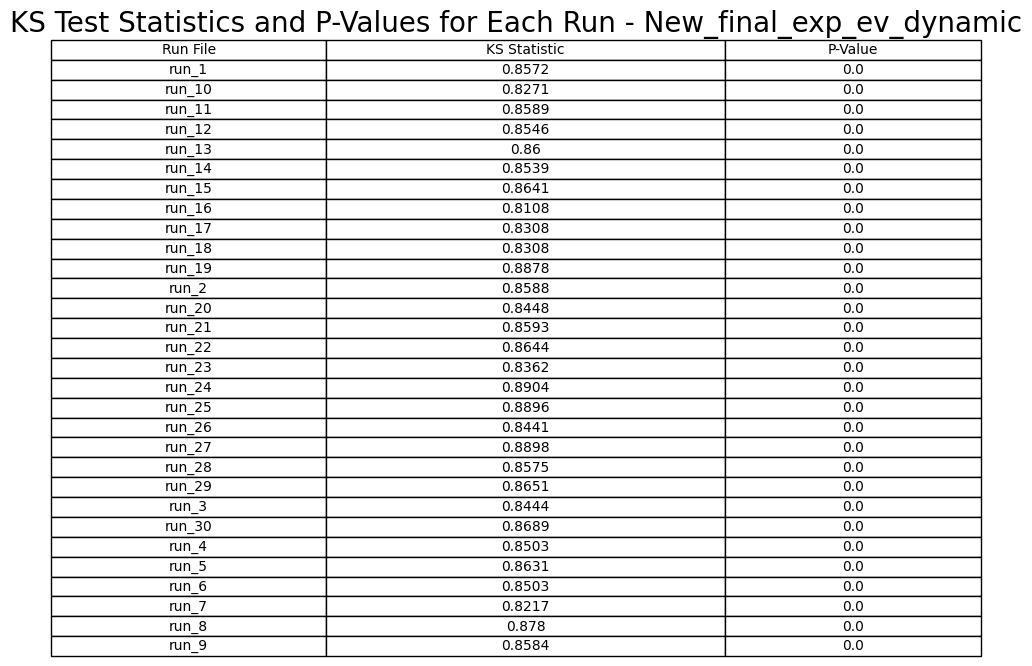 KS Test Statistics and P-Values for Each Run - New_final_exp_ev_dynamic
Run File KS Statistic P-Value
run_1 0.8572 0.0
run_10 0.8271 0.0
run_11 0.8589 0.0
run_12 0.8546 0.0
run_13 0.86 0.0
run_14 0.8539 0.0
run_15 0.8641 0.0
run_16 0.8108 0.0
run_17 0.8308 0.0
run_18 0.8308 0.0
run_19 0.8878 0.0
run_2 0.8588 0.0
run_20 0.8448 0.0
run_21 0.8593 0.0
run_22 0.8644 0.0
run_23 0.8362 0.0
run_24 0.8904 0.0
run_25 0.8896 0.0
run_26 0.8441 0.0
run_27 0.8898 0.0
run_28 0.8575 0.0
run_29 0.8651 0.0
run_3 0.8444 0.0
run_30 0.8689 0.0
run_4 0.8503 0.0
run_5 0.8631 0.0
run_6 0.8503 0.0
run_7 0.8217 0.0
run_8 0.878 0.0
run_9 0.8584 0.0